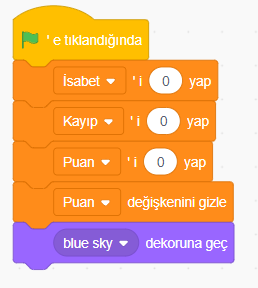 ' e tıklandığında
İsabet ' i 0 yap
Kayıp ' i 0 yap
Puan ' i 0 yap
Puan değişkenini gizle
blue sky dekoruna geç